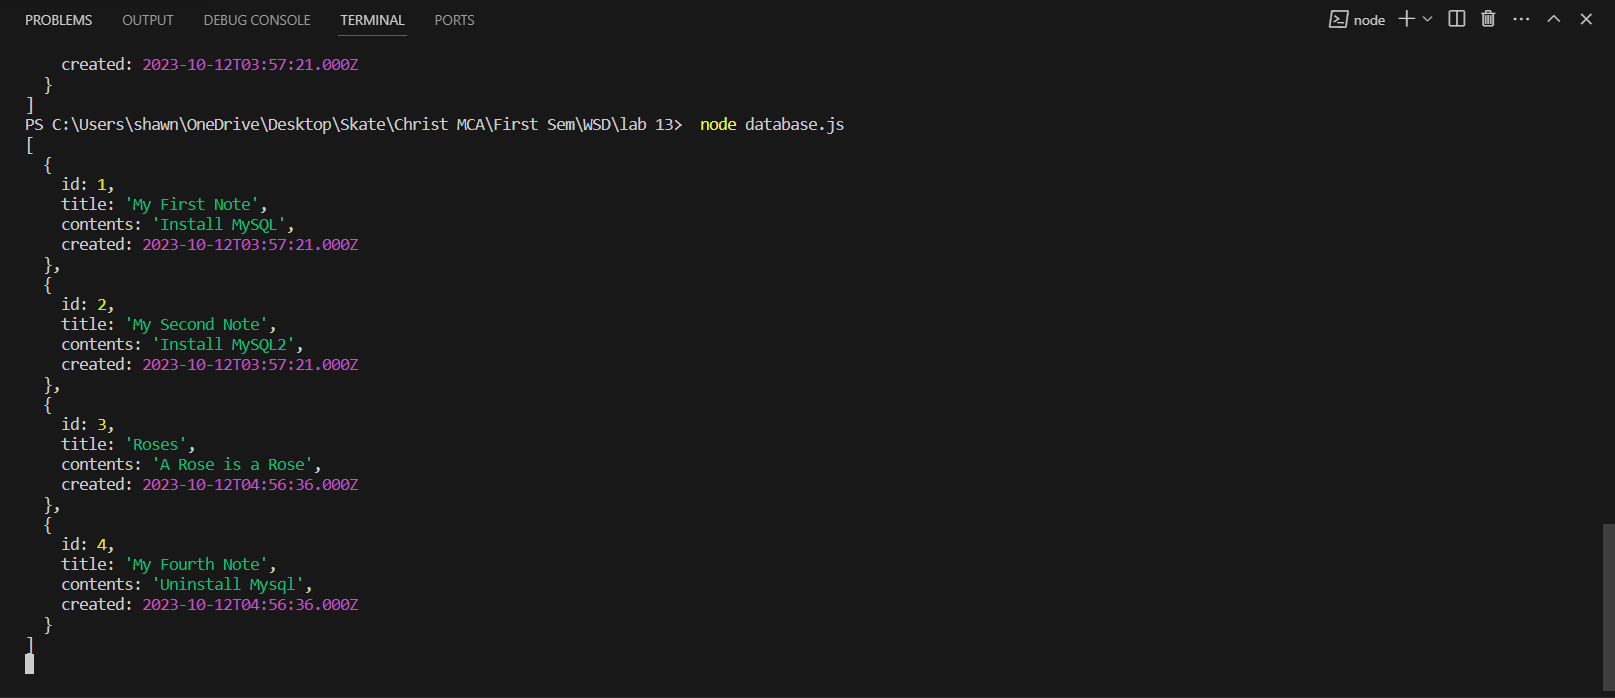 PROBLEMS OUTPUT DEBUG CONSOLE TERMINAL PORTS node
created: 2023-10-12T03:57:21.000Z
}
]
PS C:\Users\shawn\OneDrive\Desktop\Skate\Christ MCA\First Sem\WSD\lab 13> node database.js
[
{
id: 1,
title: 'My First Note',
contents: 'Install MySQL',
created: 2023-10-12T03:57:21.000Z
},
{
id: 2,
title: 'My Second Note',
contents: 'Install MySQL2',
created: 2023-10-12T03:57:21.000Z
},
{
id: 3,
title: 'Roses',
contents: 'A Rose is a Rose',
created: 2023-10-12T04:56:36.000Z
},
{
id: 4,
title: 'My Fourth Note',
contents: 'Uninstall Mysql',
created: 2023-10-12T04:56:36.000Z
}
]